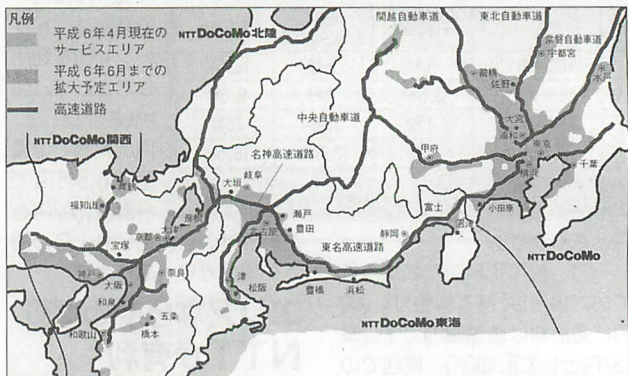 凡例
平成6年4月現在の
サービスエリア
平成6年6月までの
拡大予定エリア
高速道路
NTT DoCoMo北陸
関越自動車道
東北自動車道
常磐自動車道
宇都宮
前橋
佐野
水戸
大宮
浦和
東京
千葉
横浜
中央自動車道
甲府
NTT DoCoMo関西
名神高速道路
岐阜
大垣
舞鶴
福知山
彦根
瀬戸
豊田
名古屋
富士
小田原
沼津
静岡
東名高速道路
NTT DoCoMo
宝塚
京都
大津
神戸
大阪
奈良
津
松阪
豊橋
浜松
和泉
五条
和歌山
橋本
NTT DoCoMo東海